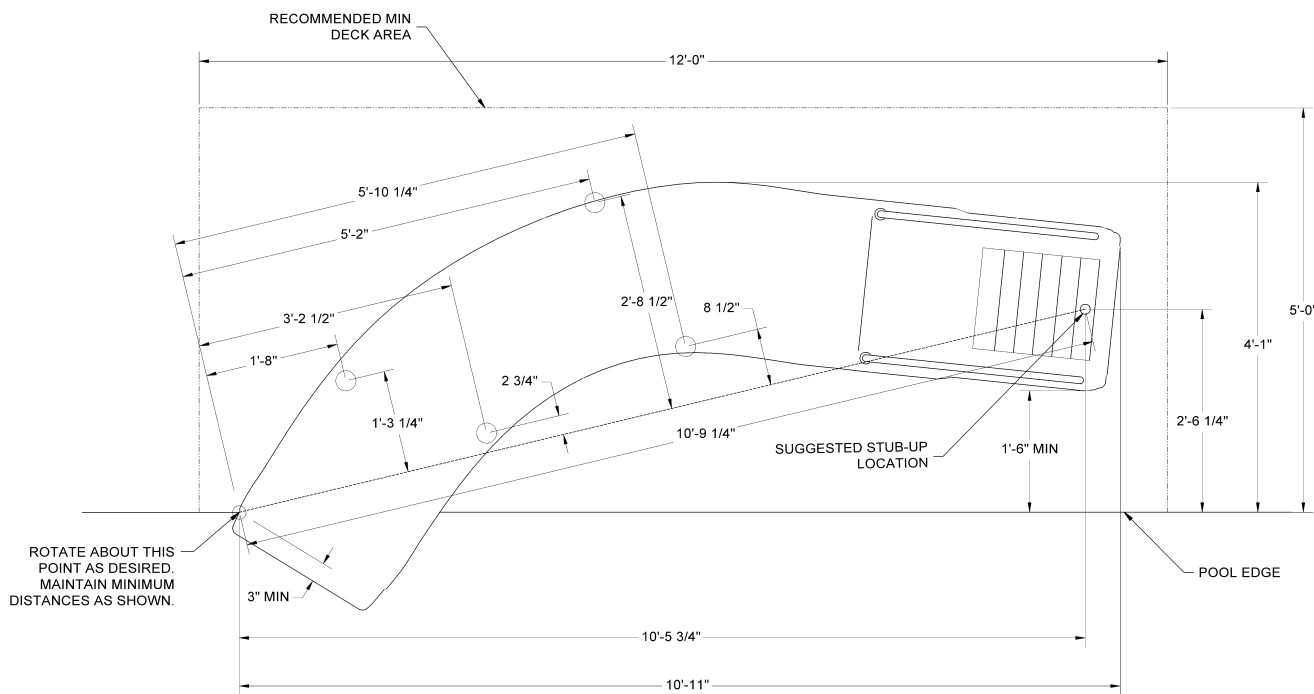 RECOMMENDED MIN
DECK AREA
12'-0"
5'-10 1/4"
5'-2"
3'-2 1/2"
1'-8"
2'-8 1/2"
8 1/2"
2 3/4"
1'-3 1/4"
10'-9 1/4"
5'-0"
4'-1"
2'-6 1/4"
1'-6" MIN
SUGGESTED STUB-UP
LOCATION
ROTATE ABOUT THIS
POINT AS DESIRED.
MAINTAIN MINIMUM
DISTANCES AS SHOWN.
3" MIN
POOL EDGE
10'-5 3/4"
10'-11"